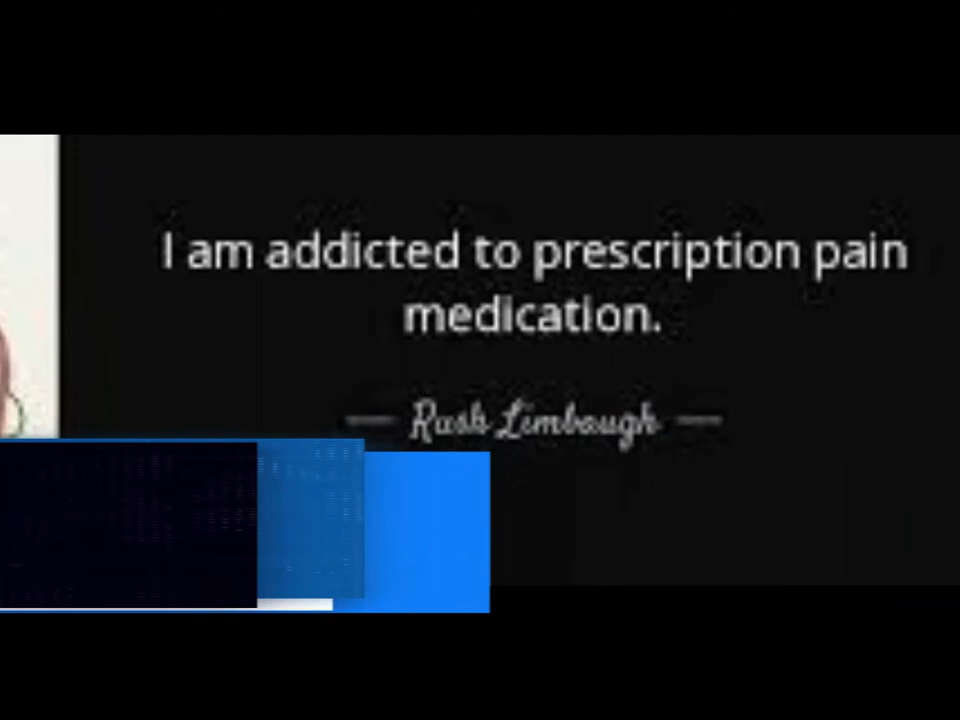 I am addicted to prescription pain
medication.
— Rush Limbaugh —